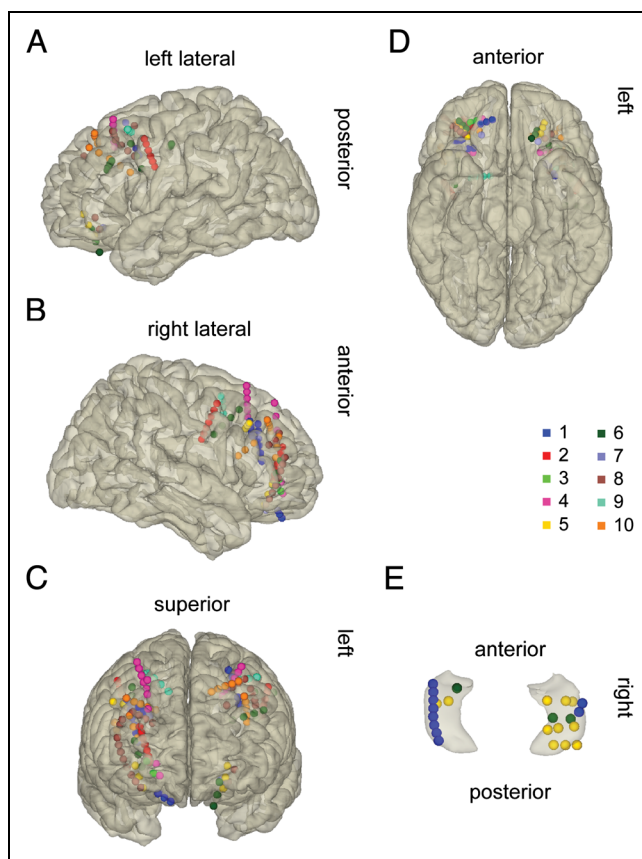 A
left lateral
posterior
B
right lateral
anterior
C
superior
left
D
anterior
left
1 6
2 7
3 8
4 9
5 10
E
anterior
right
posterior